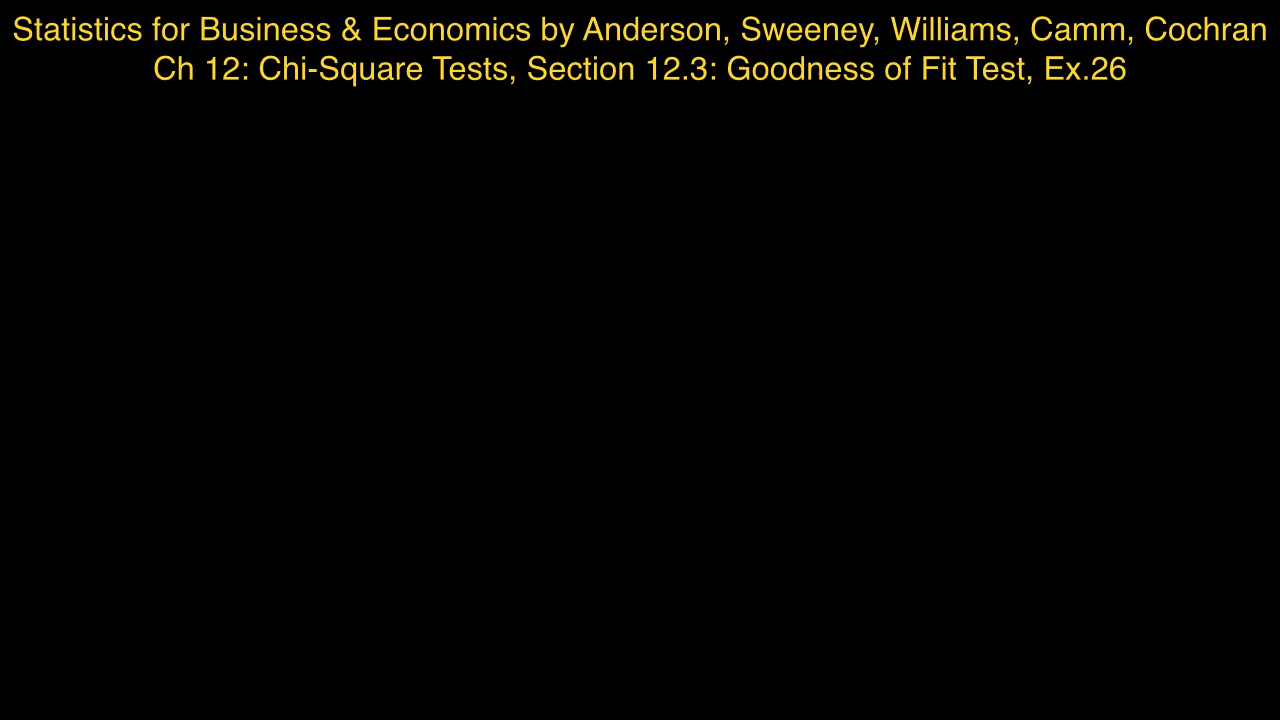 Statistics for Business & Economics by Anderson, Sweeney, Williams, Camm, Cochran
Ch 12: Chi-Square Tests, Section 12.3: Goodness of Fit Test, Ex.26